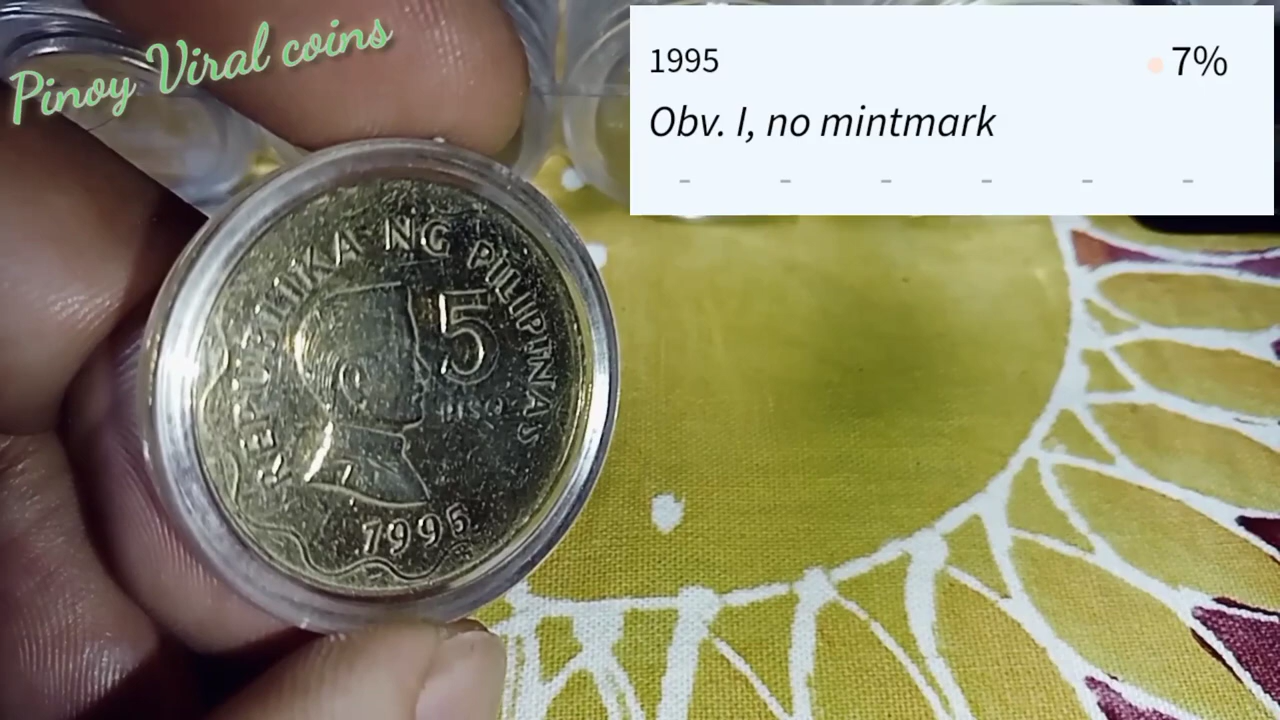 Pinoy Viral coins
1995
7%
Obv. I, no mintmark
- - - - - -
REPUBLIKA NG PILIPINAS
5
PISO
1995